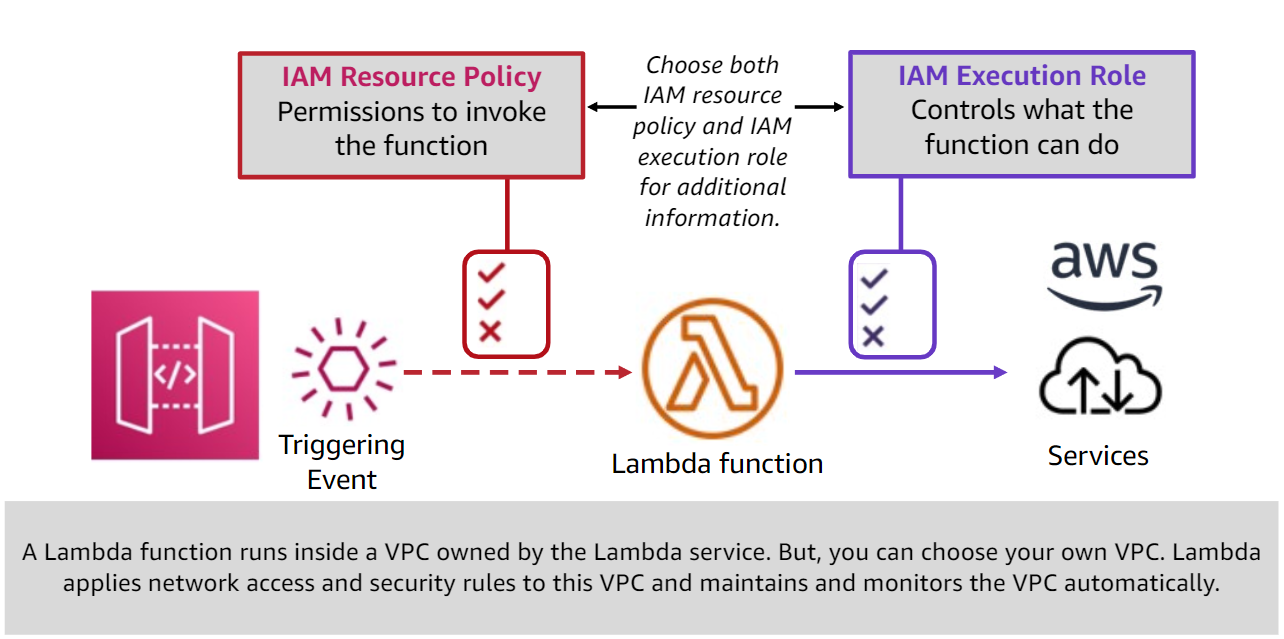 IAM Resource Policy
Permissions to invoke
the function
Choose both
IAM resource
policy and IAM
execution role
for additional
information.
IAM Execution Role
Controls what the
function can do
aws
</>
Triggering
Event
Lambda function
Services
A Lambda function runs inside a VPC owned by the Lambda service. But, you can choose your own VPC. Lambda
applies network access and security rules to this VPC and maintains and monitors the VPC automatically.